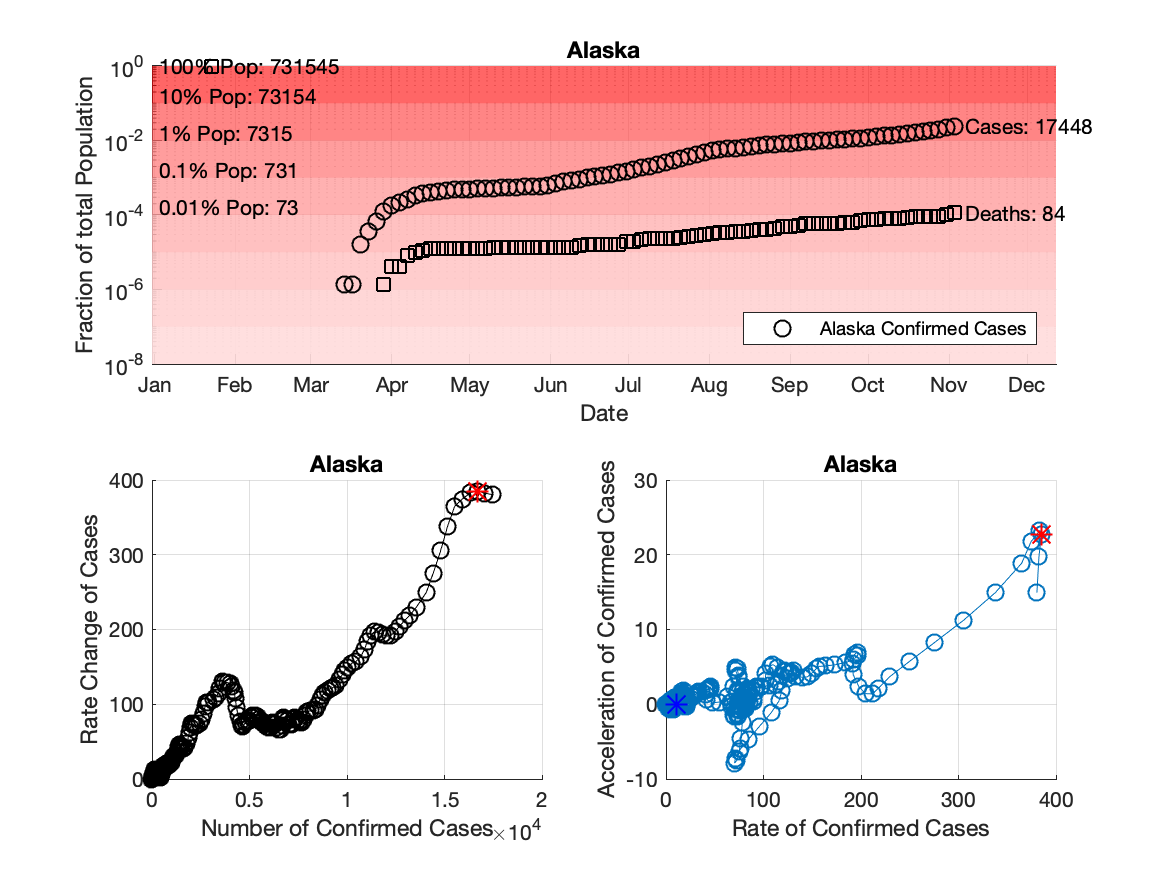 Alaska
10^0
10^-2
10^-4
10^-6
10^-8
Fraction of total Population
100% Pop: 731545
10% Pop: 73154
1% Pop: 7315
0.1% Pop: 731
0.01% Pop: 73
Cases: 17448
Deaths: 84
Alaska Confirmed Cases
Jan Feb Mar Apr May Jun Jul Aug Sep Oct Nov Dec
Date
Alaska
400
300
200
100
0
Rate Change of Cases
0 0.5 1 1.5 2
Number of Confirmed Cases ×10^4
Alaska
30
20
10
0
-10
Acceleration of Confirmed Cases
0 100 200 300 400
Rate of Confirmed Cases